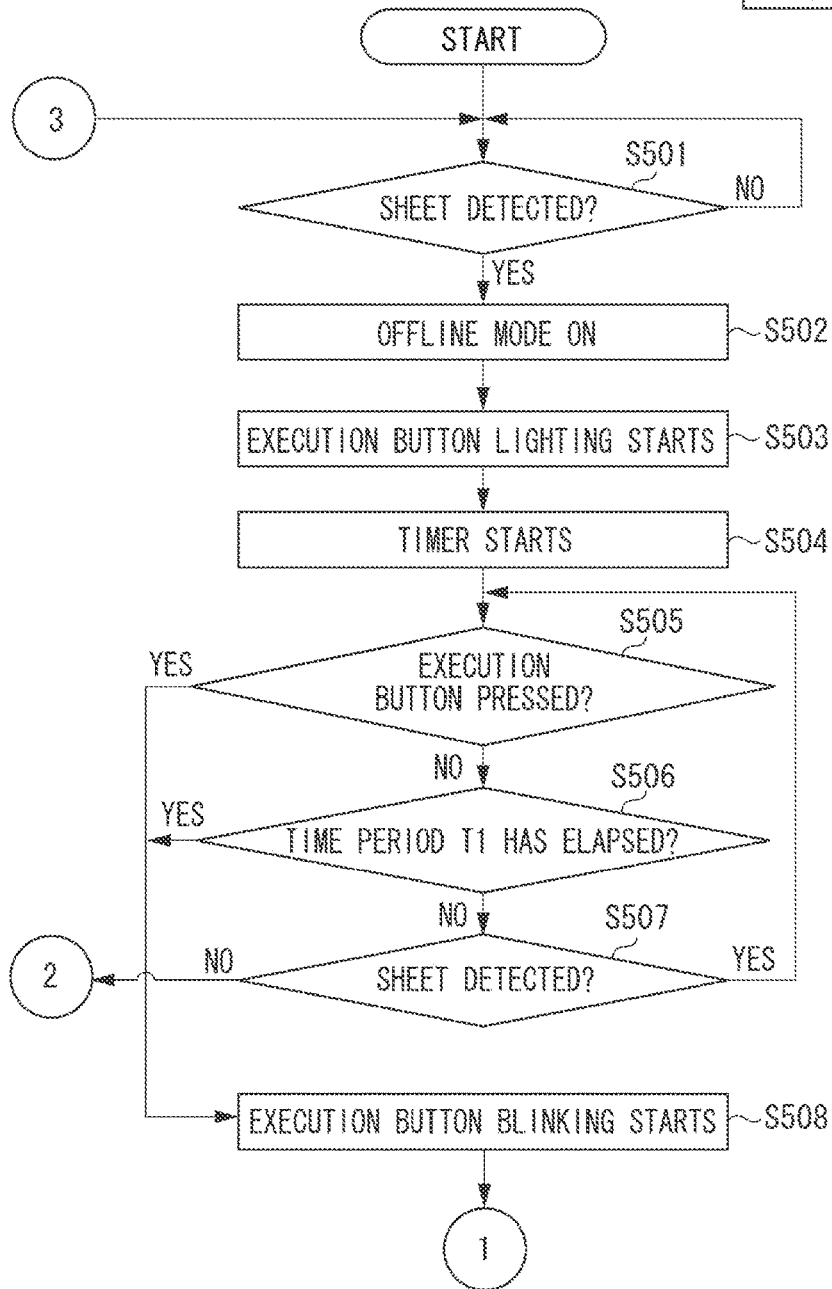 START
3
S501
SHEET DETECTED?
NO
YES
OFFLINE MODE ON
S502
EXECUTION BUTTON LIGHTING STARTS
S503
TIMER STARTS
S504
S505
YES
EXECUTION
BUTTON PRESSED?
NO
S506
YES
TIME PERIOD T1 HAS ELAPSED?
NO
S507
2
NO
SHEET DETECTED?
YES
EXECUTION BUTTON BLINKING STARTS
S508
1